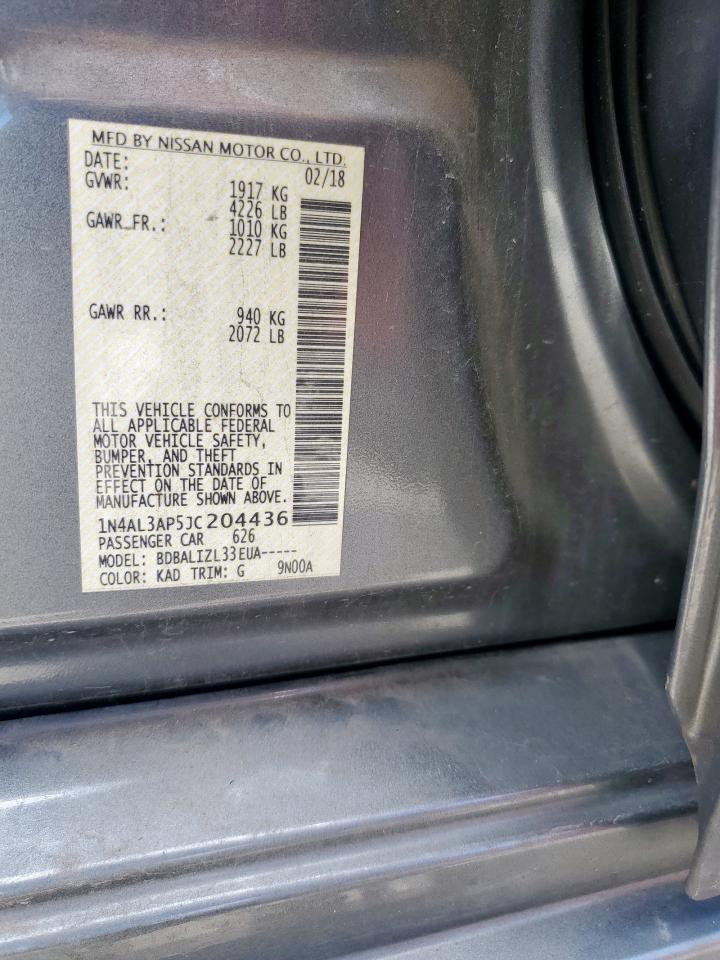 MFD BY NISSAN MOTOR CO., LTD.
DATE: 02/18
GVWR: 1917 KG
4226 LB
GAWR FR.: 1010 KG
2227 LB
GAWR RR.: 940 KG
2072 LB
THIS VEHICLE CONFORMS TO
ALL APPLICABLE FEDERAL
MOTOR VEHICLE SAFETY,
BUMPER, AND THEFT
PREVENTION STANDARDS IN
EFFECT ON THE DATE OF
MANUFACTURE SHOWN ABOVE.
1N4AL3AP5JC204436
PASSENGER CAR 626
MODEL: BDBALIZL33EUA-----
COLOR: KAD TRIM: G 9N00A